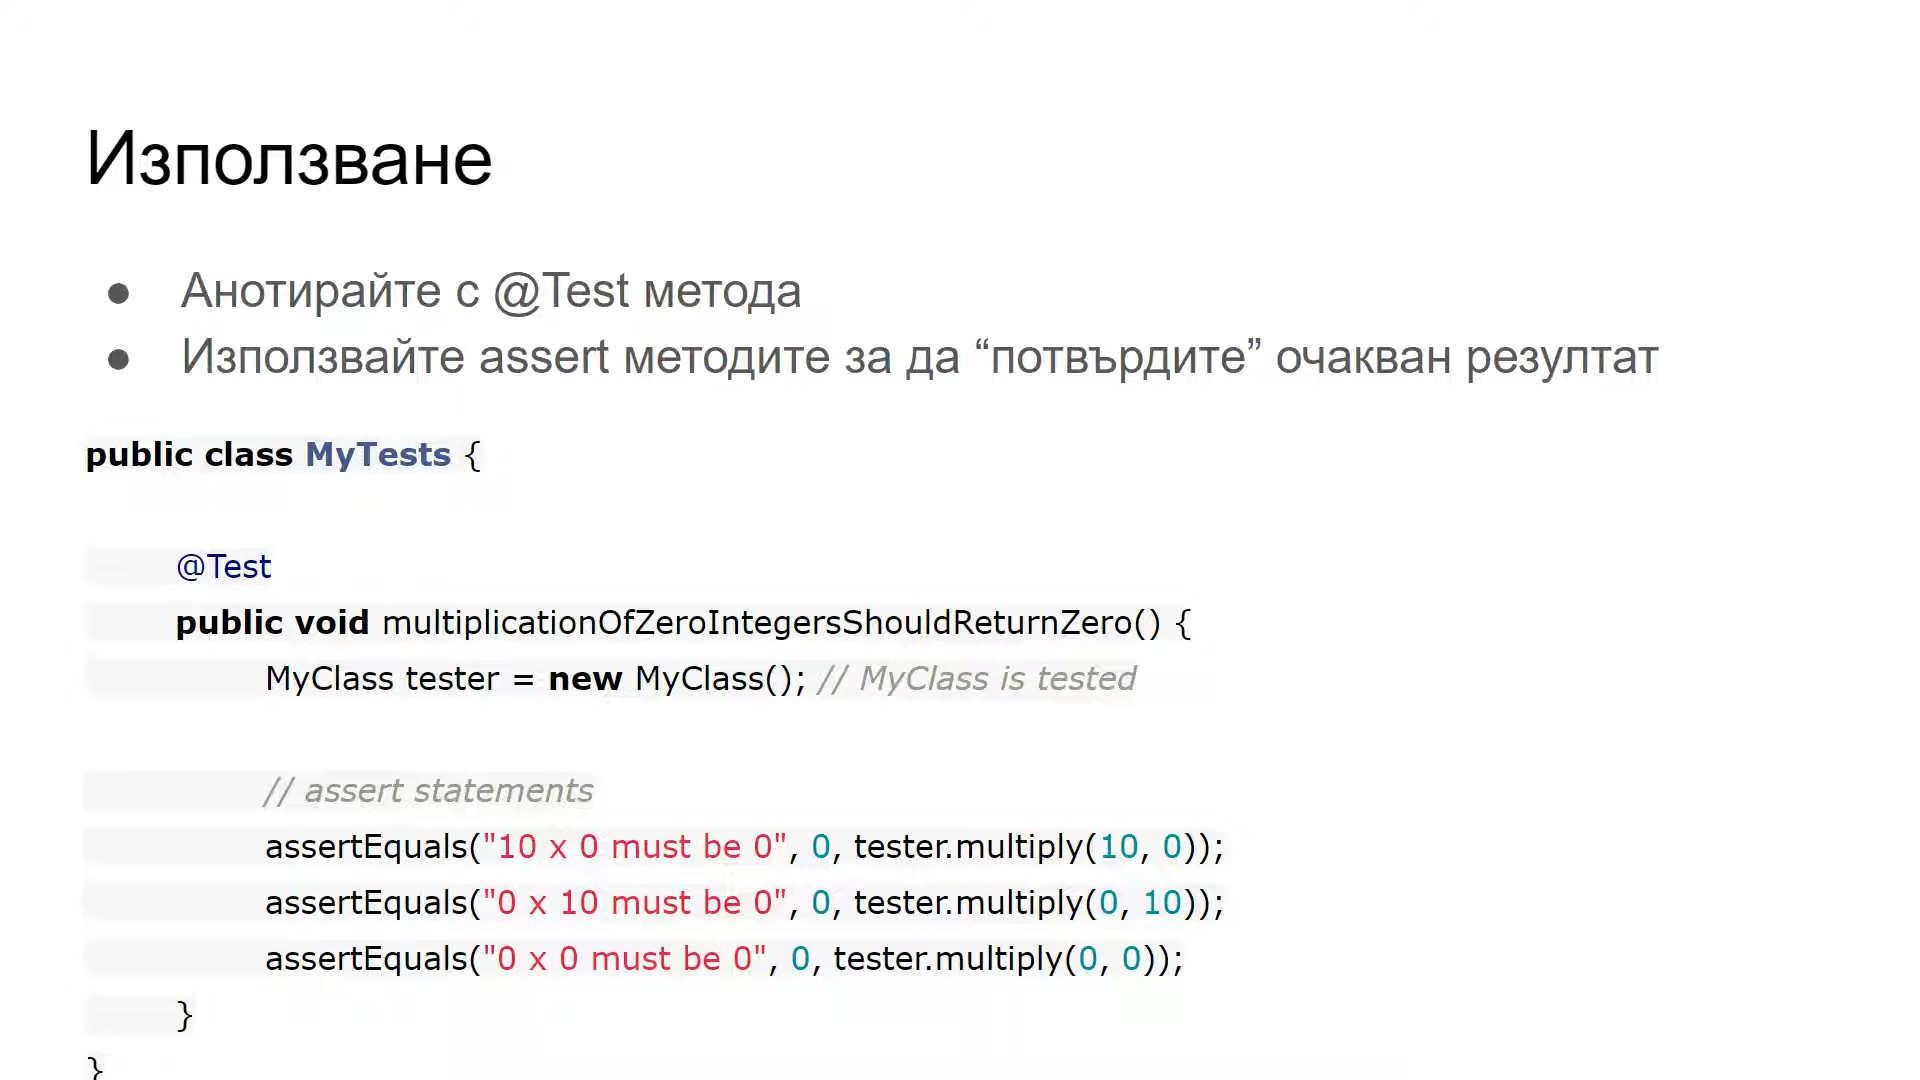 Използване
● Анотирайте с @Test метода
● Използвайте assert методите за да “потвърдите” очакван резултат
public class MyTests {
@Test
public void multiplicationOfZeroIntegersShouldReturnZero() {
MyClass tester = new MyClass(); // MyClass is tested
// assert statements
assertEquals("10 x 0 must be 0", 0, tester.multiply(10, 0));
assertEquals("0 x 10 must be 0", 0, tester.multiply(0, 10));
assertEquals("0 x 0 must be 0", 0, tester.multiply(0, 0));
}
}